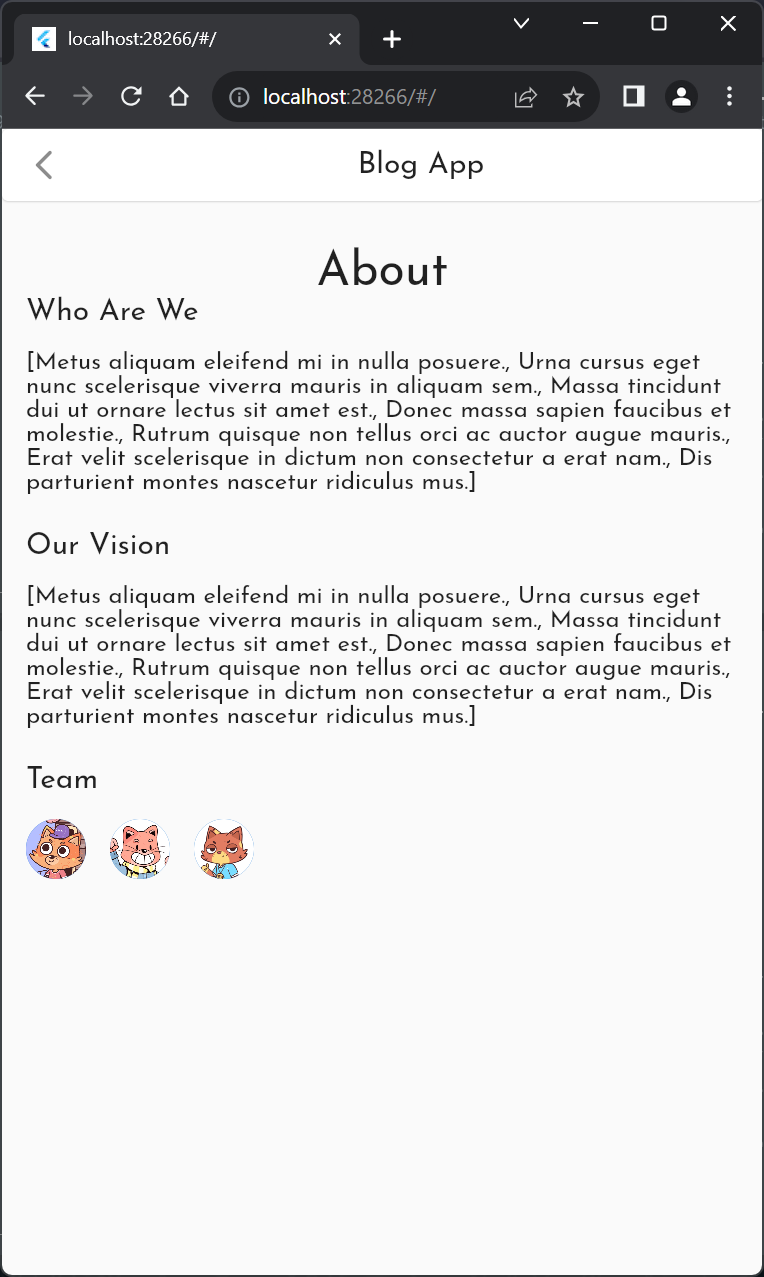 localhost:28266/#/
localhost:28266/#/
Blog App
About
Who Are We
[Metus aliquam eleifend mi in nulla posuere., Urna cursus eget
nunc scelerisque viverra mauris in aliquam sem., Massa tincidunt
dui ut ornare lectus sit amet est., Donec massa sapien faucibus et
molestie., Rutrum quisque non tellus orci ac auctor augue mauris.,
Erat velit scelerisque in dictum non consectetur a erat nam., Dis
parturient montes nascetur ridiculus mus.]
Our Vision
[Metus aliquam eleifend mi in nulla posuere., Urna cursus eget
nunc scelerisque viverra mauris in aliquam sem., Massa tincidunt
dui ut ornare lectus sit amet est., Donec massa sapien faucibus et
molestie., Rutrum quisque non tellus orci ac auctor augue mauris.,
Erat velit scelerisque in dictum non consectetur a erat nam., Dis
parturient montes nascetur ridiculus mus.]
Team